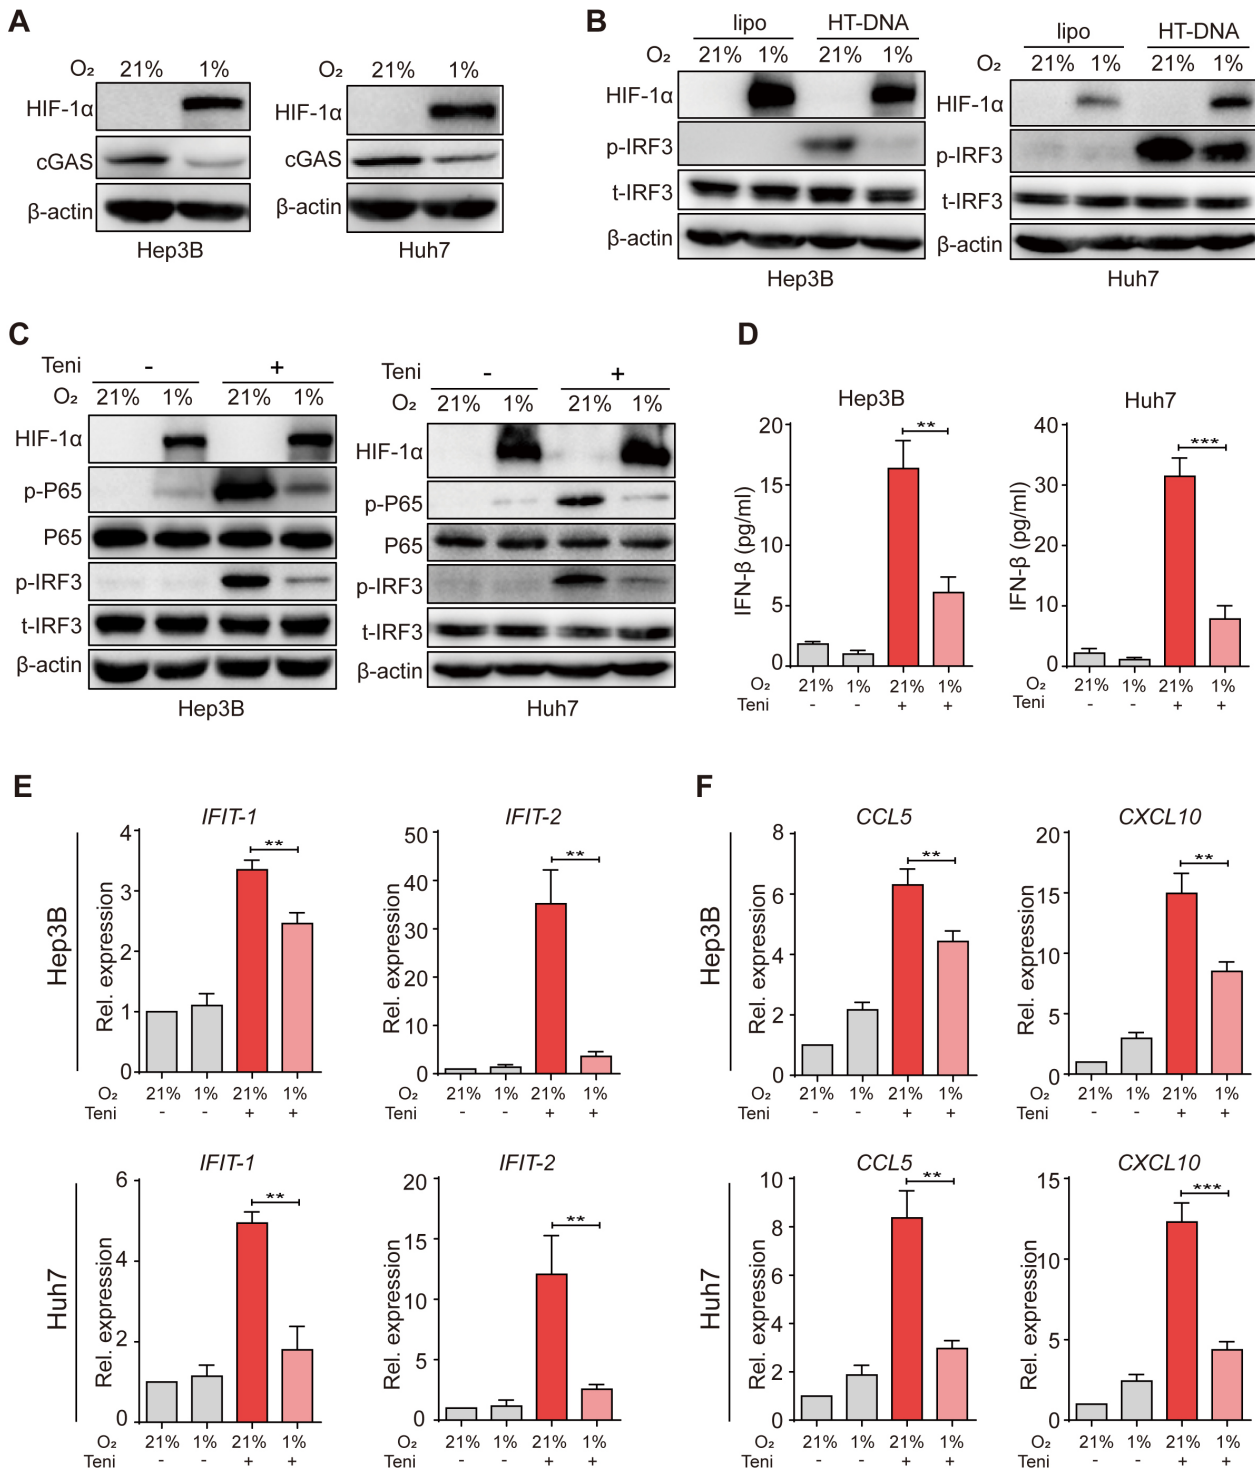 A
O₂ 21% 1%
HIF-1α
cGAS
β-actin
Hep3B
O₂ 21% 1%
HIF-1α
cGAS
β-actin
Huh7
B
lipo HT-DNA
O₂ 21% 1% 21% 1%
HIF-1α
p-IRF3
t-IRF3
β-actin
Hep3B
lipo HT-DNA
O₂ 21% 1% 21% 1%
HIF-1α
p-IRF3
t-IRF3
β-actin
Huh7
C
Teni - +
O₂ 21% 1% 21% 1%
HIF-1α
p-P65
P65
p-IRF3
t-IRF3
β-actin
Hep3B
Teni - +
O₂ 21% 1% 21% 1%
HIF-1α
p-P65
P65
p-IRF3
t-IRF3
β-actin
Huh7
D
Hep3B
IFN-β (pg/ml)
20
15
10
5
0
**
O₂ 21% 1% 21% 1%
Teni - - + +
Huh7
IFN-β (pg/ml)
40
30
20
10
0
***
O₂ 21% 1% 21% 1%
Teni - - + +
E
Hep3B
IFIT-1
Rel. expression
4
3
2
1
0
**
O₂ 21% 1% 21% 1%
Teni - - + +
IFIT-2
Rel. expression
50
40
30
20
10
0
**
21% 1% 21% 1%
- - + +
Huh7
IFIT-1
Rel. expression
6
4
2
0
**
O₂ 21% 1% 21% 1%
Teni - - + +
IFIT-2
Rel. expression
20
15
10
5
0
**
21% 1% 21% 1%
- - + +
F
Hep3B
CCL5
Rel. expression
8
6
4
2
0
**
O₂ 21% 1% 21% 1%
Teni - - + +
CXCL10
Rel. expression
20
15
10
5
0
**
21% 1% 21% 1%
- - + +
Huh7
CCL5
Rel. expression
10
8
6
4
2
0
**
O₂ 21% 1% 21% 1%
Teni - - + +
CXCL10
Rel. expression
15
10
5
0
***
21% 1% 21% 1%
- - + +